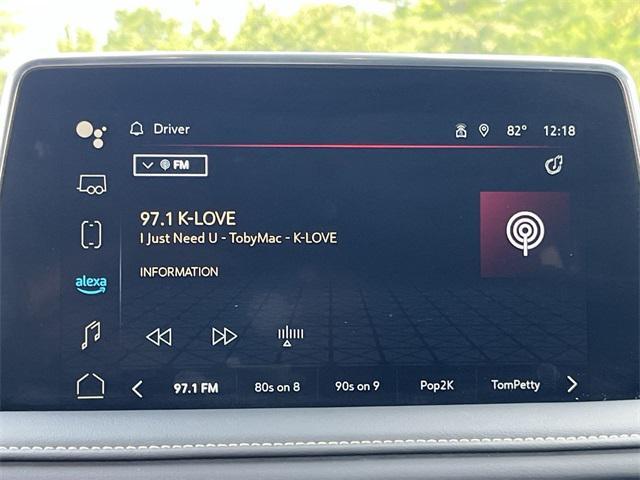 Driver 82° 12:18
FM
97.1 K-LOVE
I Just Need U - TobyMac - K-LOVE
INFORMATION
alexa
97.1 FM 80s on 8 90s on 9 Pop2K TomPetty